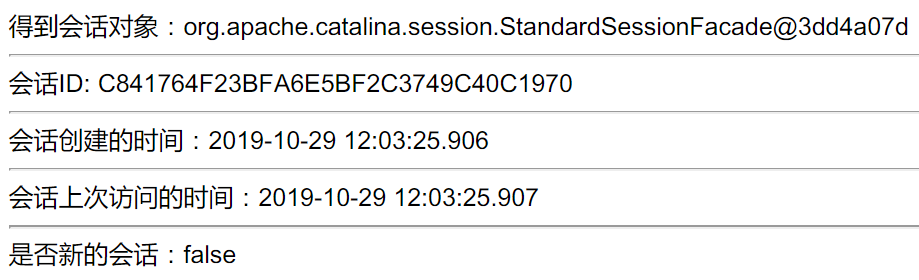 得到会话对象：org.apache.catalina.session.StandardSessionFacade@3dd4a07d
会话ID: C841764F23BFA6E5BF2C3749C40C1970
会话创建的时间：2019-10-29 12:03:25.906
会话上次访问的时间：2019-10-29 12:03:25.907
是否新的会话：false